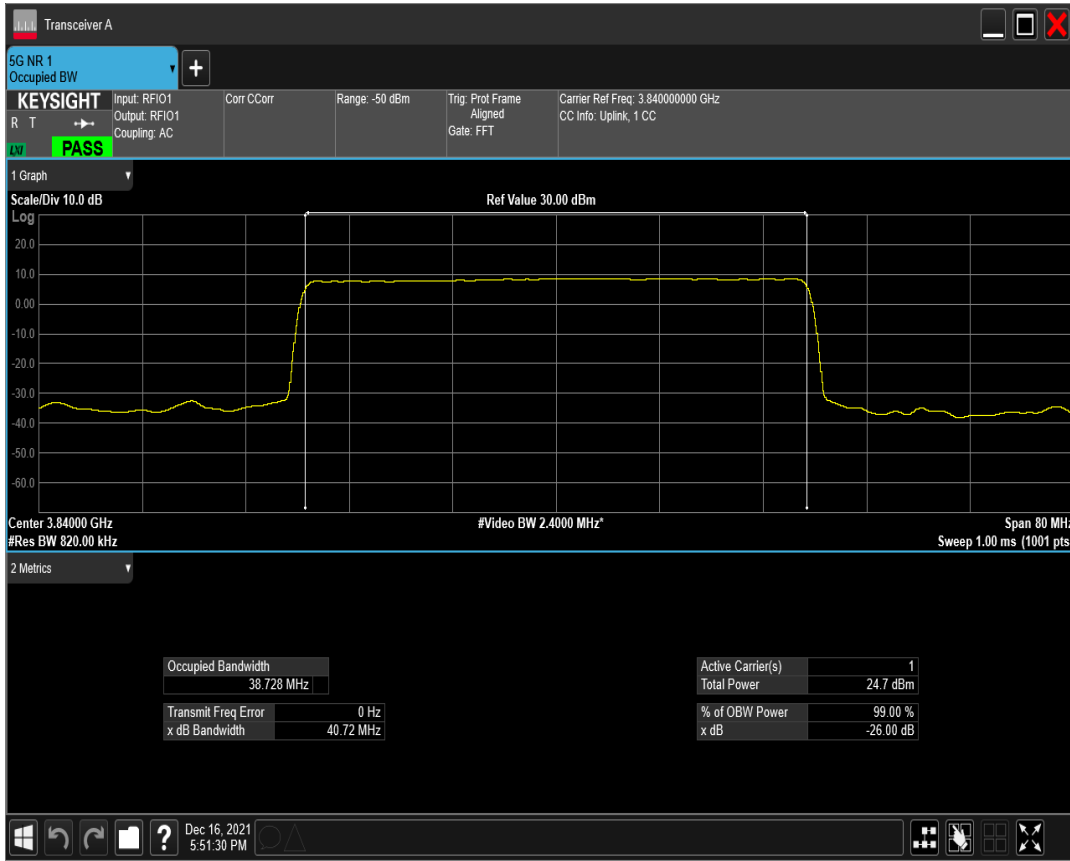 Transceiver A
5G NR 1
Occupied BW
+
KEYSIGHT
R T
LXI
PASS
Input: RFIO1
Output: RFIO1
Coupling: AC
Corr CCorr
Range: -50 dBm
Trig: Prot Frame
Aligned
Gate: FFT
Carrier Ref Freq: 3.840000000 GHz
CC Info: Uplink, 1 CC
1 Graph
Scale/Div 10.0 dB
Ref Value 30.00 dBm
Log
20.0
10.0
0.00
-10.0
-20.0
-30.0
-40.0
-50.0
-60.0
Center 3.84000 GHz
#Video BW 2.4000 MHz*
Span 80 MHz
#Res BW 820.00 kHz
Sweep 1.00 ms (1001 pts
2 Metrics
Occupied Bandwidth
38.728 MHz
Transmit Freq Error 0 Hz
x dB Bandwidth 40.72 MHz
Active Carrier(s) 1
Total Power 24.7 dBm
% of OBW Power 99.00 %
x dB -26.00 dB
?
Dec 16, 2021
5:51:30 PM